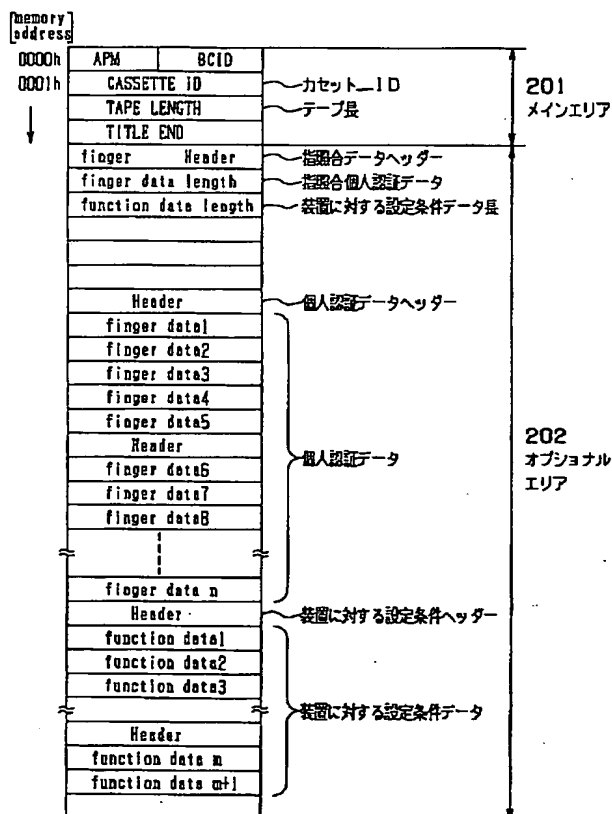 [memory address]
0000h APM BCID
0001h CASSETTE ID カセット＿ID
TAPE LENGTH テープ長
TITLE END
201
メインエリア
finger Header 指照合データヘッダー
finger data length 指照合個人認証データ
function data length 装置に対する設定条件データ長
Header 個人認証データヘッダー
finger data1
finger data2
finger data3
finger data4
finger data5
Header
finger data6
finger data7
finger data8
個人認証データ
202
オプショナル
エリア
finger data n
Header 装置に対する設定条件ヘッダー
function data1
function data2
function data3
装置に対する設定条件データ
Header
function data m
function data m+1